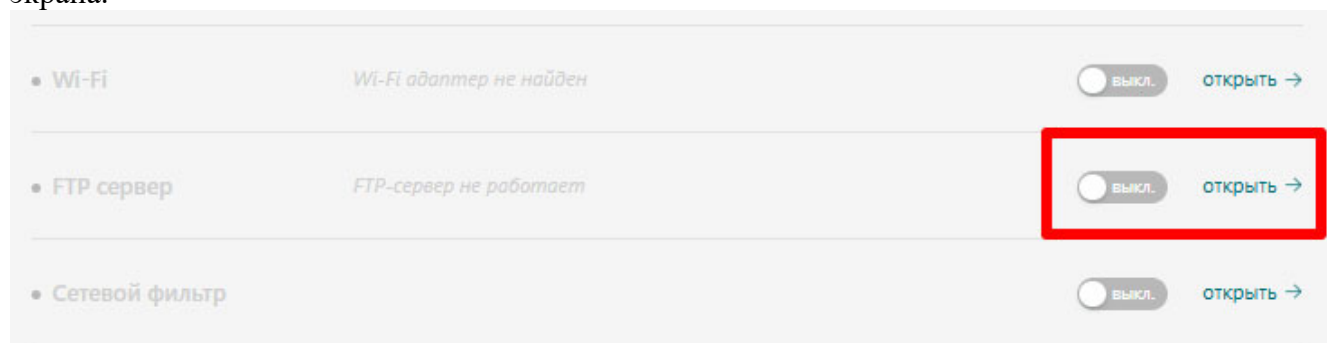 экрана.
• Wi-Fi Wi-Fi адаптер не найден выкл. открыть →
• FTP сервер FTP-сервер не работает выкл. открыть →
• Сетевой фильтр выкл. открыть →